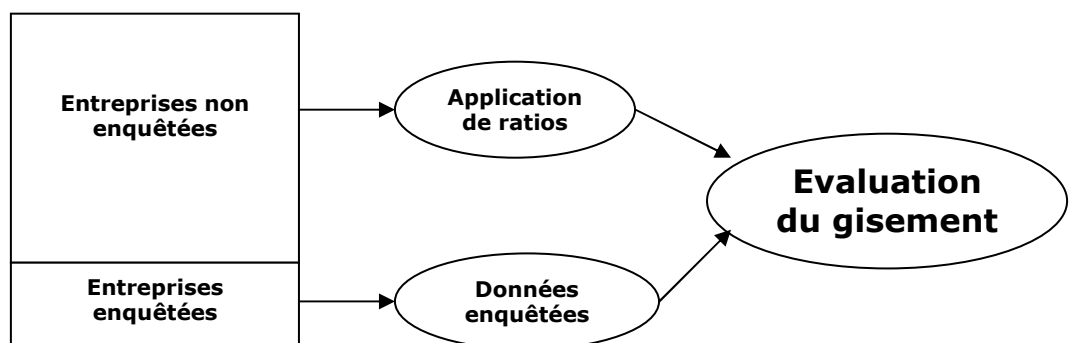 Entreprises non
enquêtées
Application
de ratios
Evaluation
du gisement
Entreprises
enquêtées
Données
enquêtées